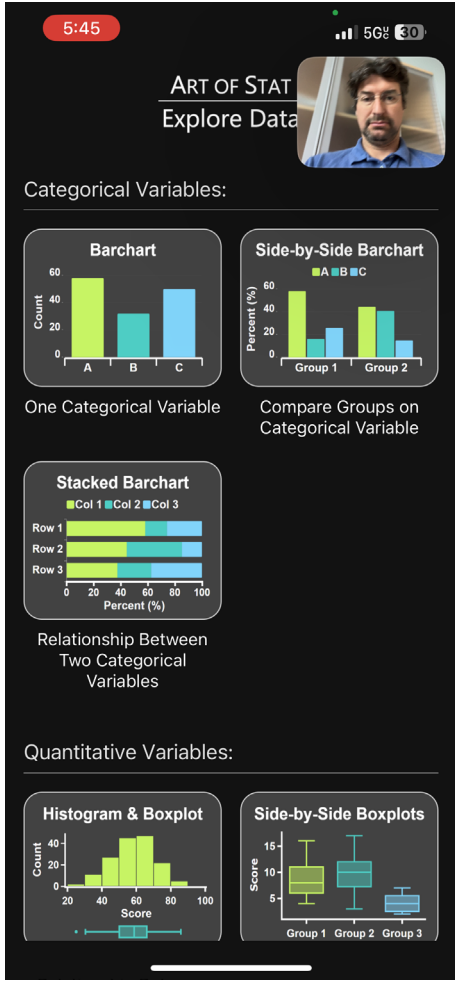 5:45
5G 30
ART OF STAT
Explore Data
Categorical Variables:
Barchart
Count
60
40
20
0
A B C
One Categorical Variable
Side-by-Side Barchart
A B C
Percent (%)
60
40
20
0
Group 1 Group 2
Compare Groups on
Categorical Variable
Stacked Barchart
Col 1 Col 2 Col 3
Row 1
Row 2
Row 3
0 20 40 60 80 100
Percent (%)
Relationship Between
Two Categorical
Variables
Quantitative Variables:
Histogram & Boxplot
Count
40
20
0
20 40 60 80 100
Score
Side-by-Side Boxplots
Score
15
10
5
Group 1 Group 2 Group 3